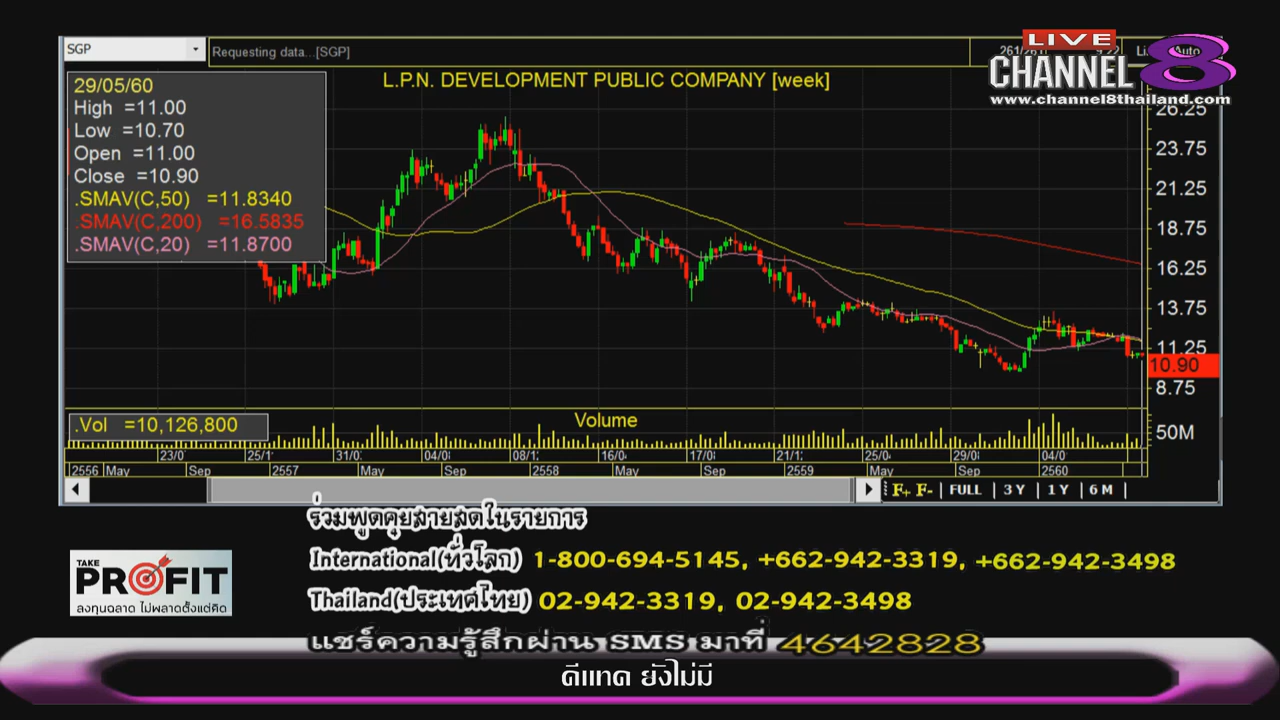 SGP
Requesting data...[SGP]
LIVE
CHANNEL 8
www.channel8thailand.com
Auto
L.P.N. DEVELOPMENT PUBLIC COMPANY [week]
29/05/60
High =11.00
Low =10.70
Open =11.00
Close =10.90
.SMAV(C,50) =11.8340
.SMAV(C,200) =16.5835
.SMAV(C,20) =11.8700
26.25
23.75
21.25
18.75
16.25
13.75
11.25
10.90
8.75
.Vol =10,126,800
Volume
50M
2556 May Sep 2557 May Sep 2558 May Sep 2559 May Sep 2560
F+ F- FULL 3 Y 1 Y 6 M
ร่วมพูดคุยสายสดในรายการ
International(ทั่วโลก) 1-800-694-5145, +662-942-3319, +662-942-3498
TAKE
PROFIT
ลงทุนฉลาด ไม่พลาดตั้งแต่คิด
Thailand(ประเทศไทย) 02-942-3319, 02-942-3498
แชร์ความรู้สึกผ่าน SMS มาที่ 4642828
ดีแทค ยังไม่มี